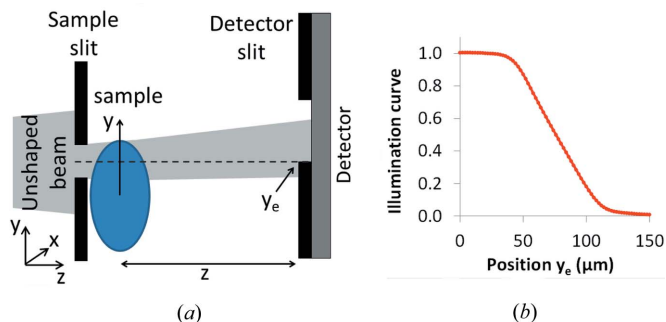 (a)
Sample
slit
Detector
slit
sample
y
Unshaped
beam
y
x
z
yₑ
z
Detector
(b)
Illumination curve
1.0
0.8
0.6
0.4
0.2
0.0
0
50
100
150
Position yₑ (µm)
(a)
(b)